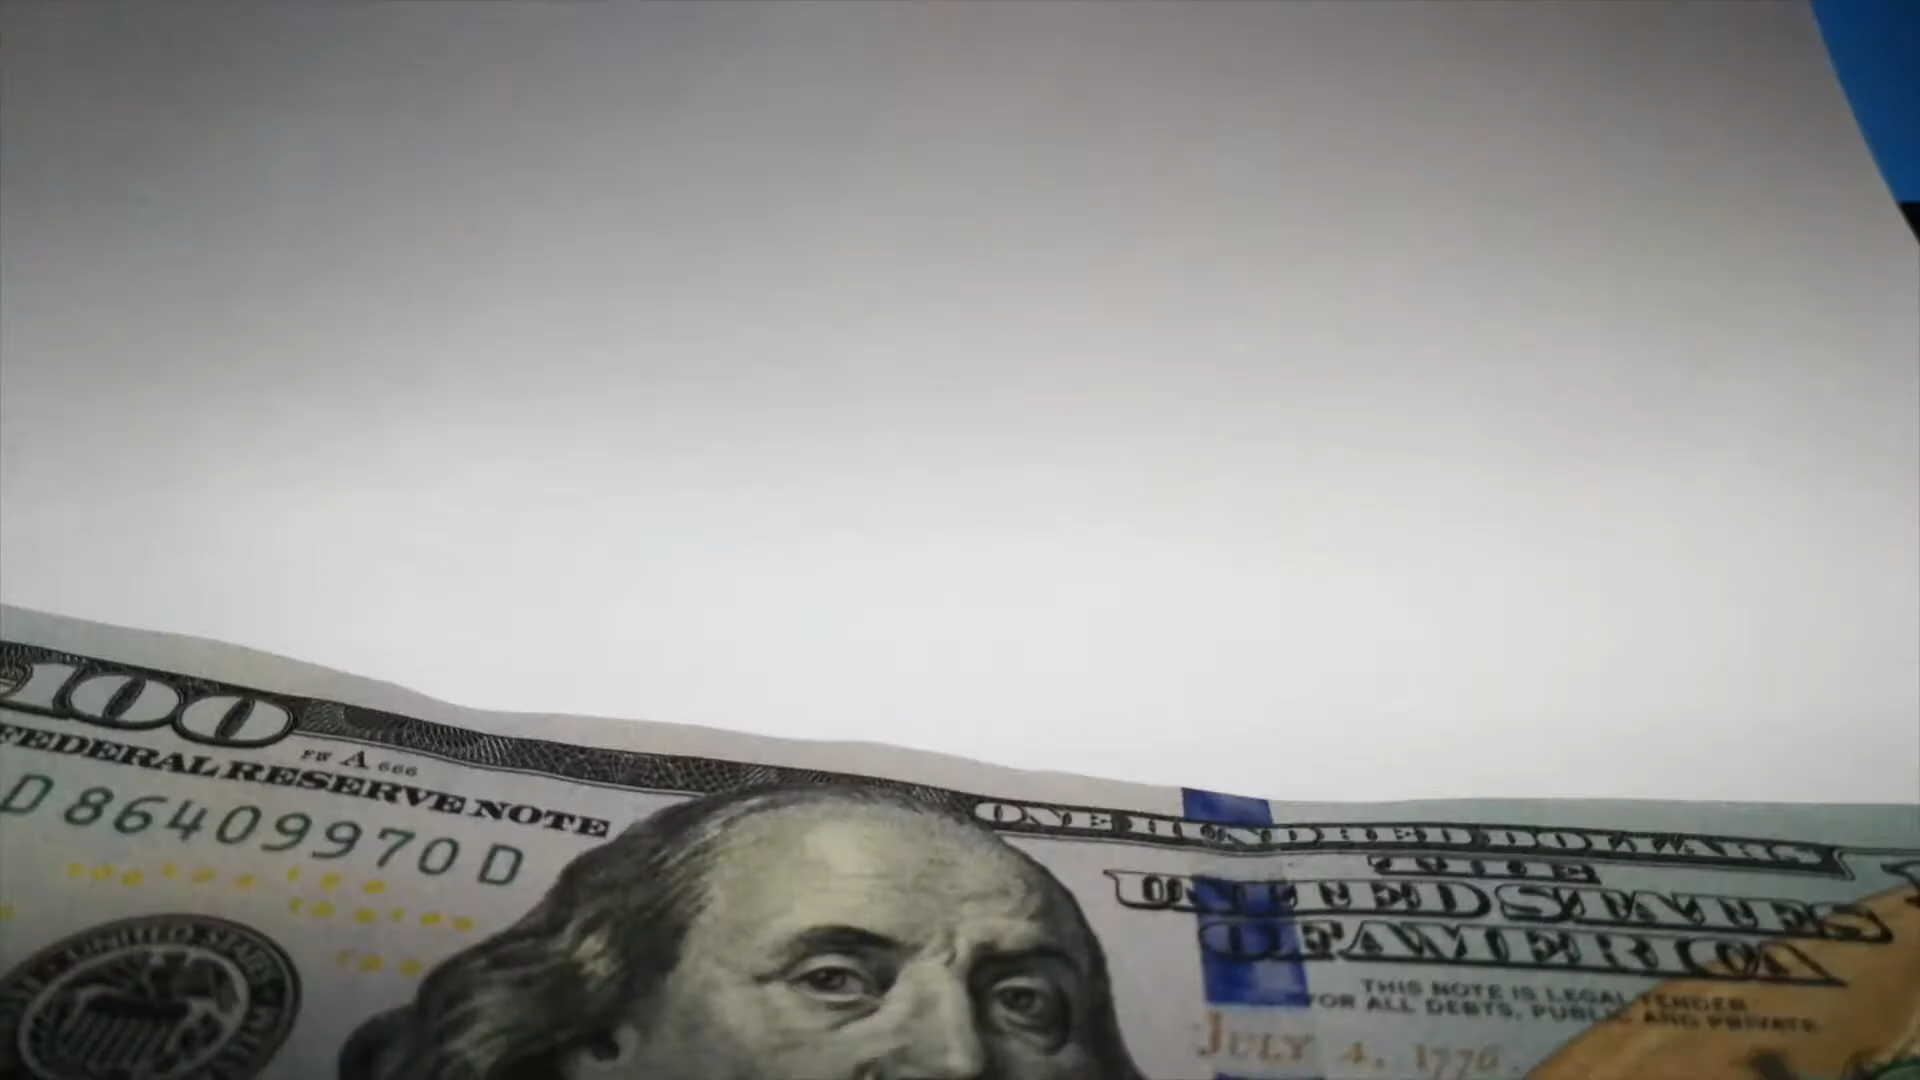 100
FEDERAL RESERVE NOTE
FW A 666
D 86409970 D
ONE HUNDRED DOLLARS
THE
UNITED STATES
OF AMERICA
THIS NOTE IS LEGAL TENDER
FOR ALL DEBTS, PUBLIC AND PRIVATE
JULY 4, 1776